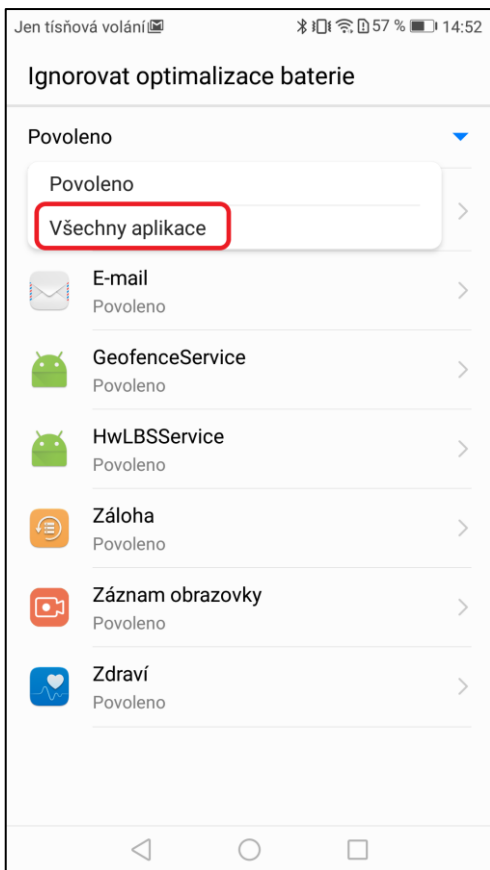 Jen tísňová volání 57 % 14:52
Ignorovat optimalizace baterie
Povoleno
Povoleno
Všechny aplikace
E-mail
Povoleno
GeofenceService
Povoleno
HwLBSService
Povoleno
Záloha
Povoleno
Záznam obrazovky
Povoleno
Zdraví
Povoleno